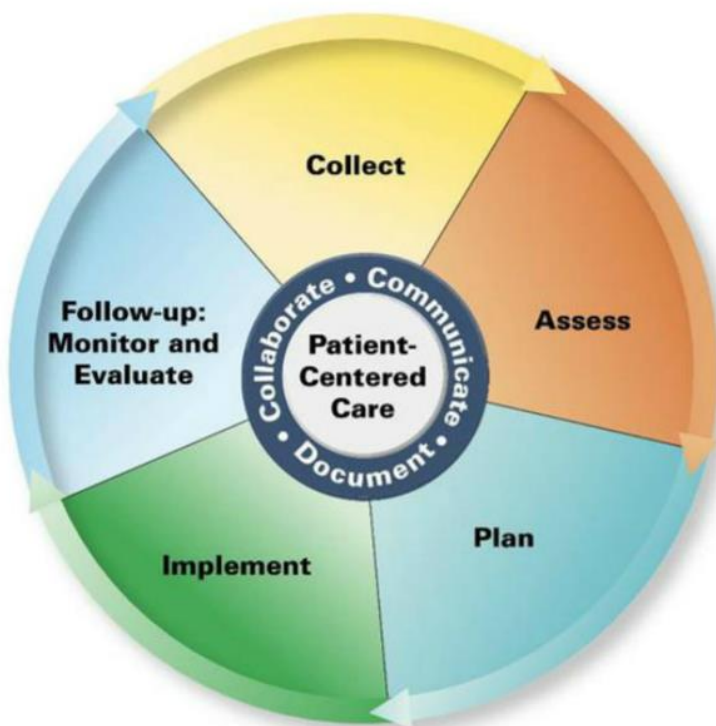 Collect
Assess
Plan
Implement
Follow-up:
Monitor and
Evaluate
Collaborate • Communicate • Document •
Patient-
Centered
Care